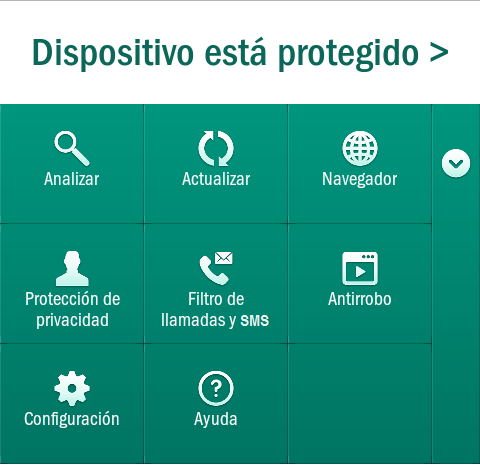 Dispositivo está protegido >
Analizar
Actualizar
Navegador
Protección de
privacidad
Filtro de
llamadas y SMS
Antirrobo
Configuración
Ayuda